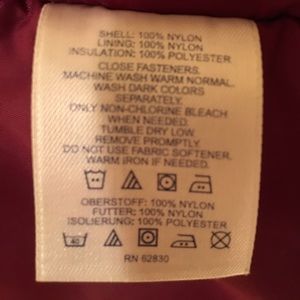 SHELL: 100% NYLON
LINING: 100% NYLON
INSULATION: 100% POLYESTER
CLOSE FASTENERS.
MACHINE WASH WARM NORMAL.
WASH DARK COLORS
SEPARATELY.
ONLY NON-CHLORINE BLEACH
WHEN NEEDED.
TUMBLE DRY LOW
REMOVE PROMPTLY.
DO NOT USE FABRIC SOFTENER.
WARM IRON IF NEEDED.
OBERSTOFF: 100% NYLON
FUTTER: 100% NYLON
ISOLIERUNG: 100% POLYESTER
40
RN 62830